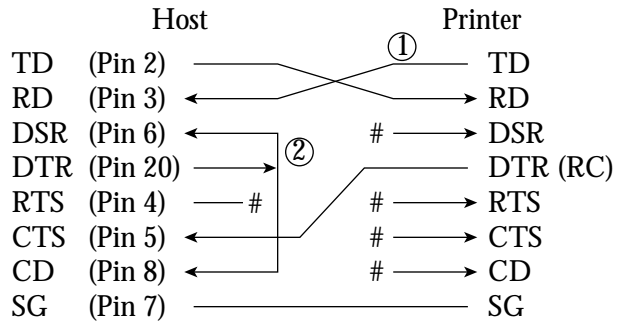 Host Printer
①
TD (Pin 2) TD
RD (Pin 3) RD
DSR (Pin 6) # DSR
②
DTR (Pin 20) DTR (RC)
RTS (Pin 4) # # RTS
CTS (Pin 5) # CTS
CD (Pin 8) # CD
SG (Pin 7) SG